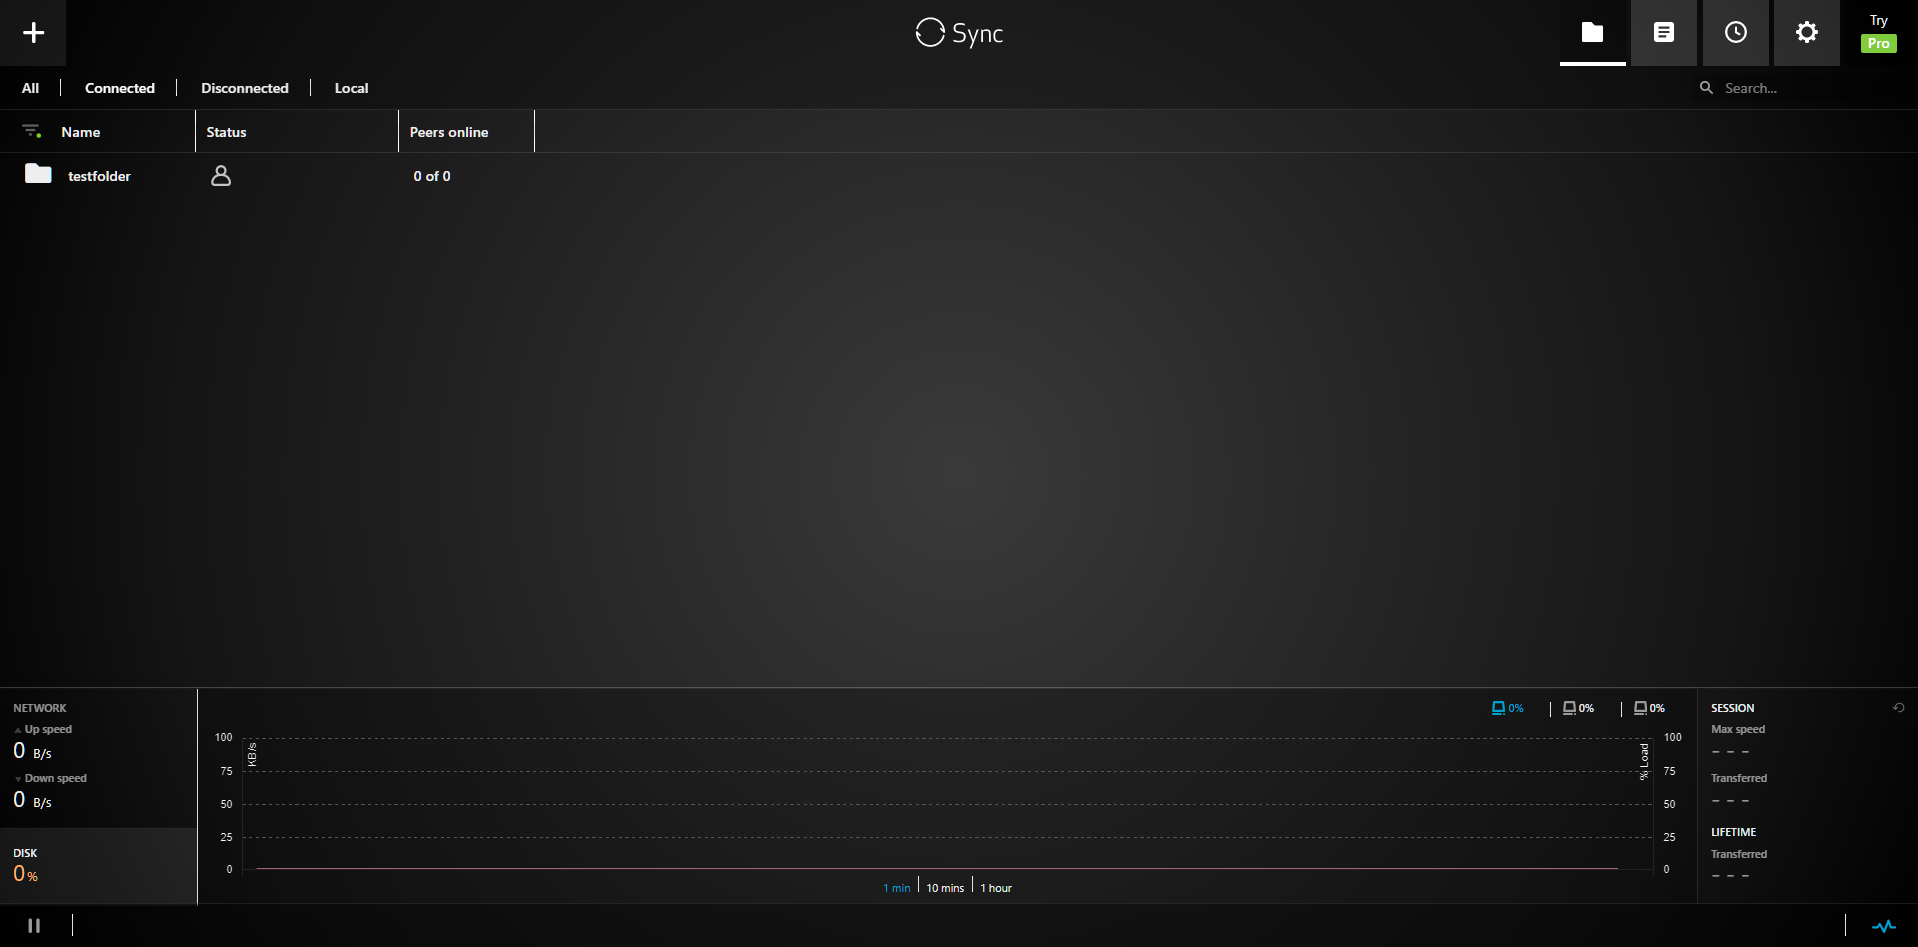 Sync
Try
Pro
All
Connected
Disconnected
Local
Search...
Name
Status
Peers online
testfolder
0 of 0
NETWORK
Up speed
0 B/s
Down speed
0 B/s
DISK
0%
0%
0%
0%
KB/s
% Load
100
75
50
25
0
100
75
50
25
0
1 min
10 mins
1 hour
SESSION
Max speed
- - -
Transferred
- - -
LIFETIME
Transferred
- - -